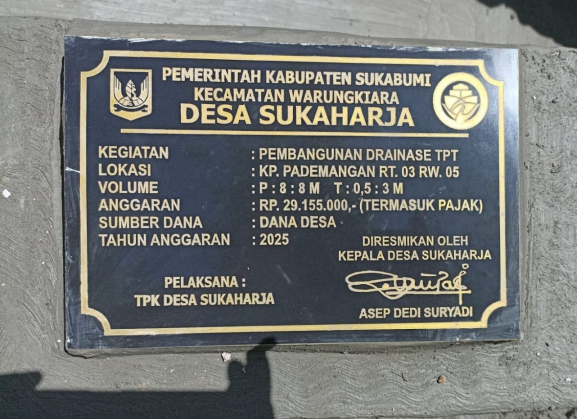 PEMERINTAH KABUPATEN SUKABUMI
KECAMATAN WARUNGKIARA
DESA SUKAHARJA
KEGIATAN : PEMBANGUNAN DRAINASE TPT
LOKASI : KP. PADEMANGAN RT. 03 RW. 05
VOLUME : P : 8 : 8 M T : 0,5 : 3 M
ANGGARAN : RP. 29.155.000,- (TERMASUK PAJAK)
SUMBER DANA : DANA DESA
TAHUN ANGGARAN : 2025
DIRESMIKAN OLEH
KEPALA DESA SUKAHARJA
PELAKSANA :
TPK DESA SUKAHARJA
ASEP DEDI SURYADI